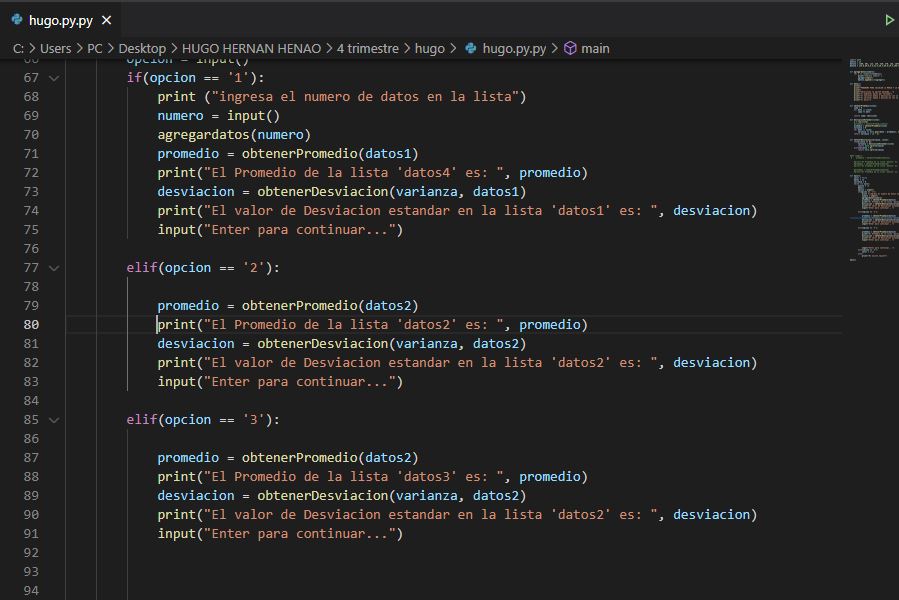 hugo.py.py
C: > Users > PC > Desktop > HUGO HERNAN HENAO > 4 trimestre > hugo > hugo.py.py > main
66 opcion = input()
67 if(opcion == '1'):
68 print ("ingresa el numero de datos en la lista")
69 numero = input()
70 agregardatos(numero)
71 promedio = obtenerPromedio(datos1)
72 print("El Promedio de la lista 'datos4' es: ", promedio)
73 desviacion = obtenerDesviacion(varianza, datos1)
74 print("El valor de Desviacion estandar en la lista 'datos1' es: ", desviacion)
75 input("Enter para continuar...")
76
77 elif(opcion == '2'):
78
79 promedio = obtenerPromedio(datos2)
80 print("El Promedio de la lista 'datos2' es: ", promedio)
81 desviacion = obtenerDesviacion(varianza, datos2)
82 print("El valor de Desviacion estandar en la lista 'datos2' es: ", desviacion)
83 input("Enter para continuar...")
84
85 elif(opcion == '3'):
86
87 promedio = obtenerPromedio(datos2)
88 print("El Promedio de la lista 'datos3' es: ", promedio)
89 desviacion = obtenerDesviacion(varianza, datos2)
90 print("El valor de Desviacion estandar en la lista 'datos2' es: ", desviacion)
91 input("Enter para continuar...")
92
93
94